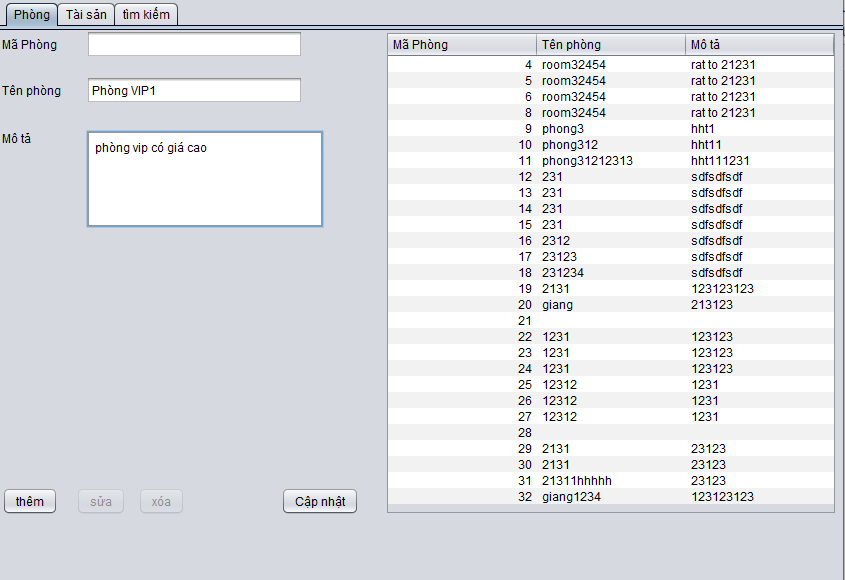 Phòng Tài sản tìm kiếm
Mã Phòng
Tên phòng Phòng VIP1
Mô tả phòng vip có giá cao
thêm sửa xóa Cập nhật
Mã Phòng Tên phòng Mô tả
4 room32454 rat to 21231
5 room32454 rat to 21231
6 room32454 rat to 21231
8 room32454 rat to 21231
9 phong3 hht1
10 phong312 hht11
11 phong31212313 hht111231
12 231 sdfsdfsdf
13 231 sdfsdfsdf
14 231 sdfsdfsdf
15 231 sdfsdfsdf
16 2312 sdfsdfsdf
17 23123 sdfsdfsdf
18 231234 sdfsdfsdf
19 2131 123123123
20 giang 213123
21
22 1231 123123
23 1231 123123
24 1231 123123
25 12312 1231
26 12312 1231
27 12312 1231
28
29 2131 23123
30 2131 23123
31 21311hhhhh 23123
32 giang1234 123123123